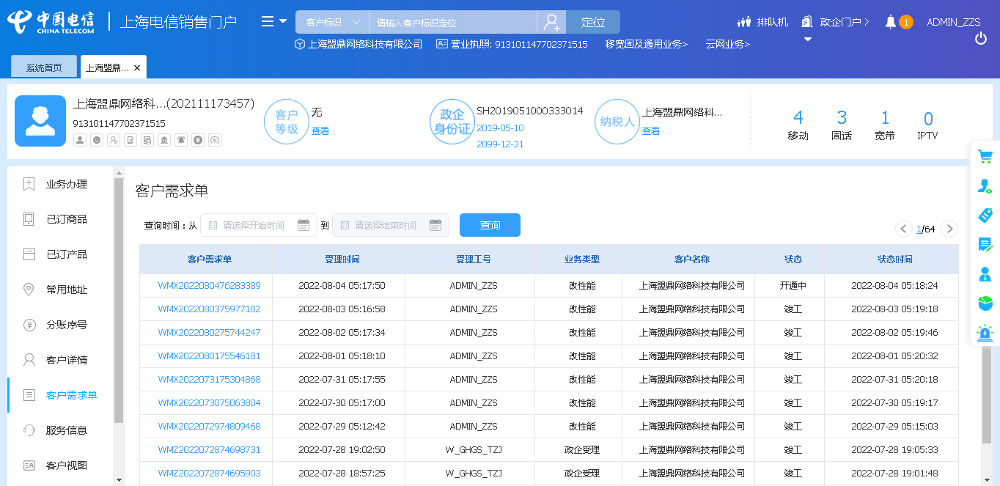 中国电信 CHINA TELECOM 上海电信销售门户 客户标识 请输入客户标识定位 定位 排队机 政企门户 1 ADMIN_ZZS
上海盟鼎网络科技有限公司 营业执照: 913101147702371515 移宽固及通用业务> 云网业务>
系统首页 上海盟鼎... ×
上海盟鼎网络科...(202111173457)
913101147702371515
客户等级 无 查看
政企身份证 SH2019051000333014
2019-05-10
2099-12-31
纳税人 上海盟鼎网络科... 查看
4 3 1 0
移动 固话 宽带 IPTV
业务办理
已订商品
已订产品
常用地址
分账序号
客户详情
客户需求单
服务信息
客户视图
客户需求单
查询时间：从 请选择开始时间 到 请选择结束时间 查询 1/64
客户需求单 受理时间 受理工号 业务类型 客户名称 状态 状态时间
WMX2022080476283389 2022-08-04 05:17:50 ADMIN_ZZS 改性能 上海盟鼎网络科技有限公司 开通中 2022-08-04 05:18:24
WMX2022080375977182 2022-08-03 05:16:58 ADMIN_ZZS 改性能 上海盟鼎网络科技有限公司 竣工 2022-08-03 05:19:18
WMX2022080275744247 2022-08-02 05:17:34 ADMIN_ZZS 改性能 上海盟鼎网络科技有限公司 竣工 2022-08-02 05:19:46
WMX2022080175546181 2022-08-01 05:18:10 ADMIN_ZZS 改性能 上海盟鼎网络科技有限公司 竣工 2022-08-01 05:20:32
WMX2022073175304868 2022-07-31 05:17:55 ADMIN_ZZS 改性能 上海盟鼎网络科技有限公司 竣工 2022-07-31 05:20:18
WMX2022073075063804 2022-07-30 05:17:00 ADMIN_ZZS 改性能 上海盟鼎网络科技有限公司 竣工 2022-07-30 05:19:17
WMX2022072974809468 2022-07-29 05:12:42 ADMIN_ZZS 改性能 上海盟鼎网络科技有限公司 竣工 2022-07-29 05:15:03
WMZ2022072874698731 2022-07-28 19:02:50 W_GHGS_TZJ 政企受理 上海盟鼎网络科技有限公司 竣工 2022-07-28 19:05:33
WMZ2022072874695903 2022-07-28 18:57:25 W_GHGS_TZJ 政企受理 上海盟鼎网络科技有限公司 竣工 2022-07-28 19:01:48